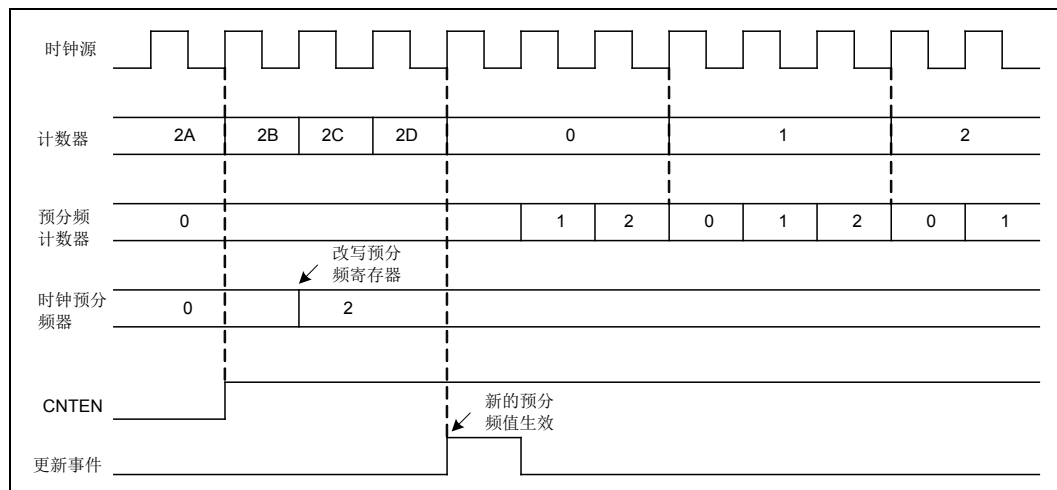 时钟源
计数器
2A 2B 2C 2D 0 1 2
预分频
计数器
0 1 2 0 1 2 0 1
改写预分
频寄存器
时钟预分
频器
0 2
CNTEN
新的预分
频值生效
更新事件